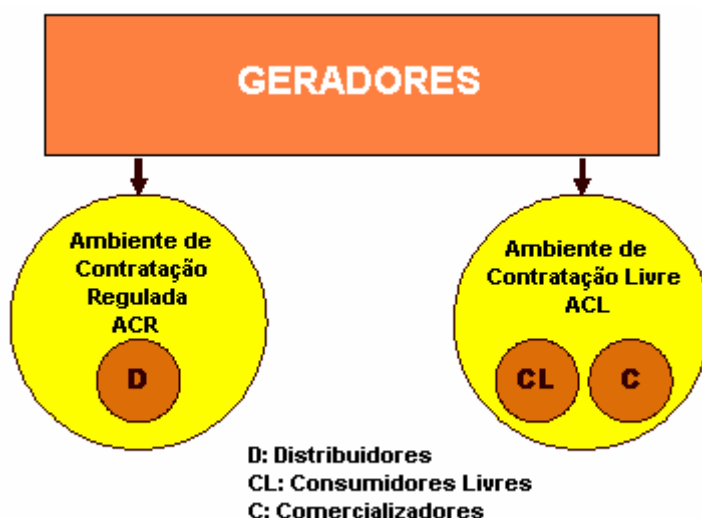 GERADORES
Ambiente de
Contratação
Regulada
ACR
D
Ambiente de
Contratação Livre
ACL
CL
C
D: Distribuidores
CL: Consumidores Livres
C: Comercializadores